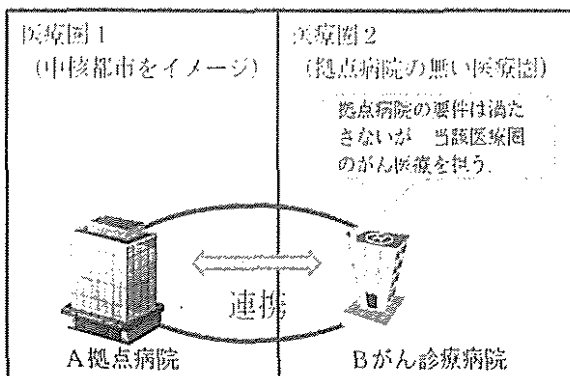 医療圏1
(中核都市をイメージ)
医療圏2
(拠点病院の無い医療圏)
拠点病院の要件は満た
さないが 当該医療圏
のがん医療を担う.
連携
A拠点病院
Bがん診療病院